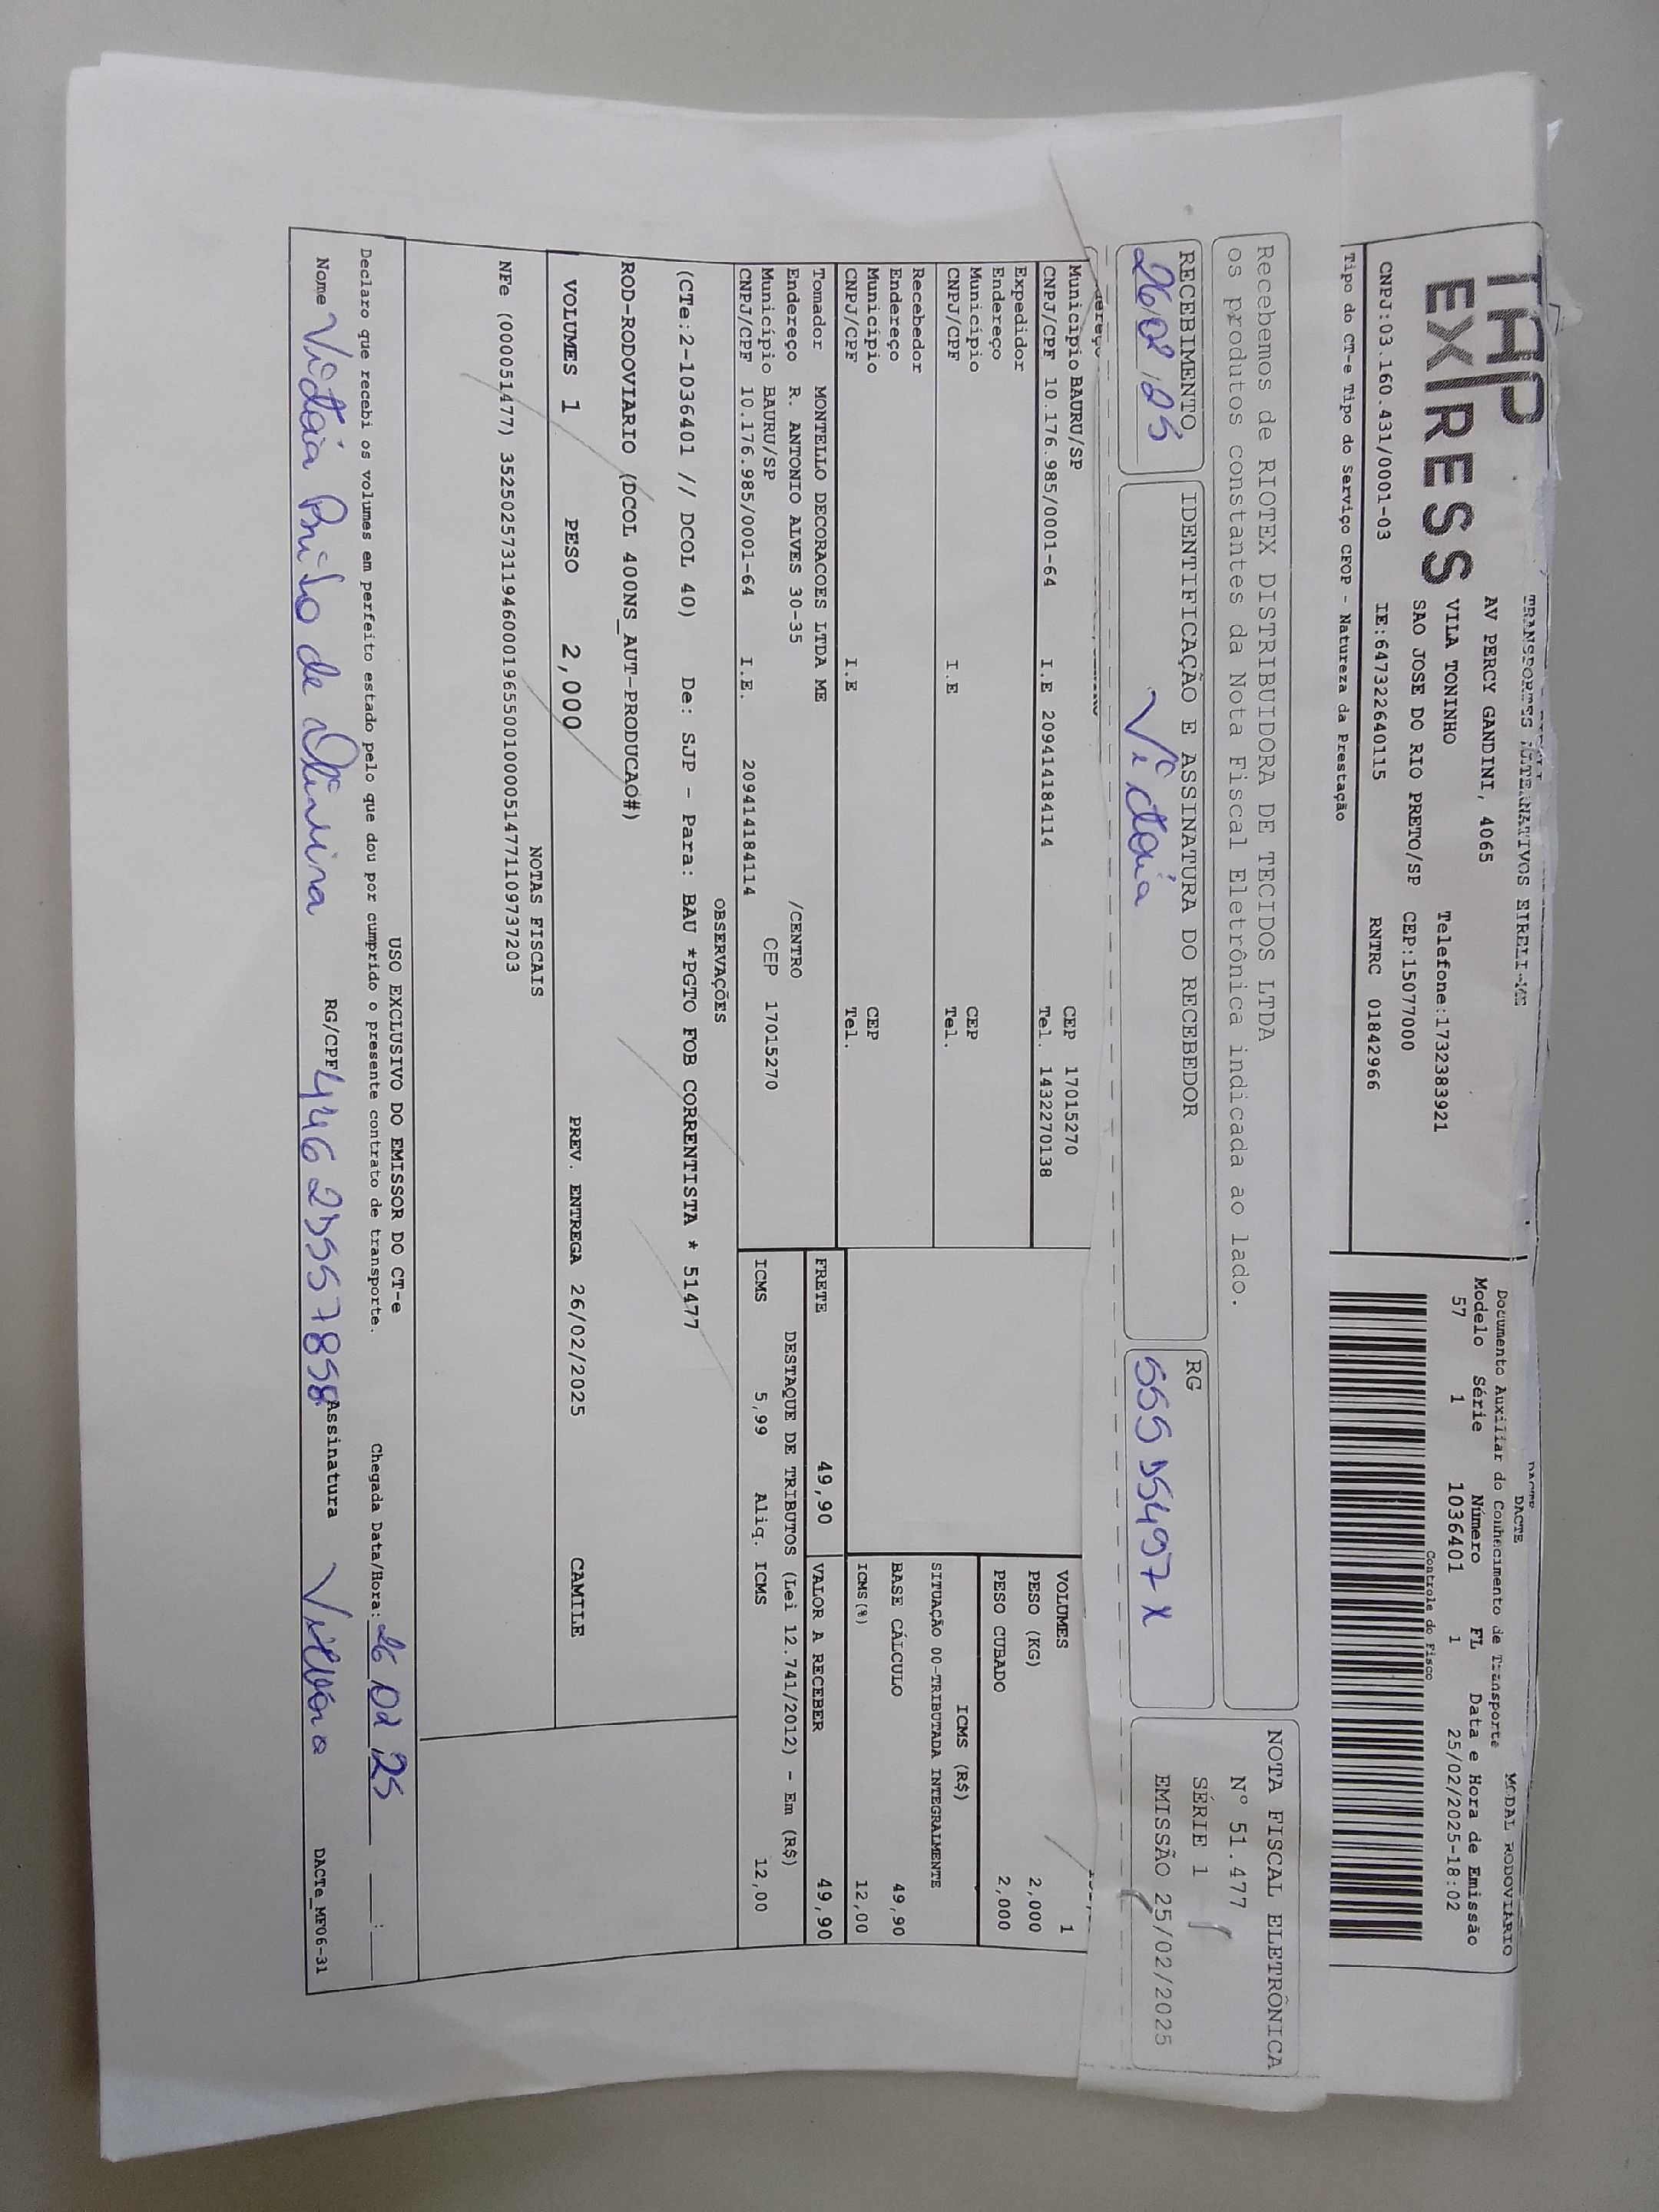 TAP
EXPRESS
TRANSPORTES ALTERNATIVOS EIRELI-ME
AV PERCY GANDINI, 4065
VILA TONINHO
Telefone:1732383921
SAO JOSE DO RIO PRETO/SP
CEP:15077000
CNPJ:03.160.431/0001-03
IE:647322640115
RNTRC 01842966
Tipo do CT-e Tipo do Serviço CFOP - Natureza da Prestação
DACTE
MODAL RODOVIARIO
Documento Auxiliar do Conhecimento de Transporte
Modelo Série Número FL Data e Hora de Emissão
57 1 1036401 1 25/02/2025-18:02
Controle do Fisco
Recebemos de RIOTEX DISTRIBUIDORA DE TECIDOS LTDA
os produtos constantes da Nota Fiscal Eletrônica indicada ao lado.
NOTA FISCAL ELETRÔNICA
Nº 51.477
SÉRIE 1
EMISSÃO 25/02/2025
RECEBIMENTO
26 02 25
IDENTIFICAÇÃO E ASSINATURA DO RECEBEDOR
Victória
RG
Município BAURU/SP CEP 17015270
CNPJ/CPF 10.176.985/0001-64 I.E 209414184114 Tel. 1432270138
Expedidor
Endereço
Município CEP
CNPJ/CPF I.E Tel.
Recebedor
Endereço
Município CEP
CNPJ/CPF I.E Tel.
Tomador MONTELLO DECORACOES LTDA ME
Endereço R. ANTONIO ALVES 30-35 /CENTRO
Município BAURU/SP CEP 17015270
CNPJ/CPF 10.176.985/0001-64 I.E. 209414184114
VOLUMES 1
PESO (KG) 2,000
PESO CUBADO 2,000
ICMS (R$)
SITUAÇÃO 00-TRIBUTADA INTEGRALMENTE
BASE CÁLCULO 49,90
ICMS(%) 12,00
FRETE 49,90 VALOR A RECEBER 49,90
DESTAQUE DE TRIBUTOS (Lei 12.741/2012) - Em (R$)
ICMS 5,99 Aliq. ICMS 12,00
OBSERVAÇÕES
(CTe:2-1036401 // DCOL 40) De: SJP - Para: BAU *PGTO FOB CORRENTISTA * 51477
ROD-RODOVIARIO (DCOL 400NS_AUT-PRODUCAO#)
VOLUMES 1 PESO 2,000 PREV. ENTREGA 26/02/2025 CAMILE
NOTAS FISCAIS
NFe (000051477) 35250257311946000196550010000514771109737203
USO EXCLUSIVO DO EMISSOR DO CT-e
Declaro que recebi os volumes em perfeito estado pelo que dou por cumprido o presente contrato de transporte.
Chegada Data/Hora: 26 02 25 :
Nome Victória Brito de Oliveira RG/CPF Assinatura Victória
DACTe_MF06-31